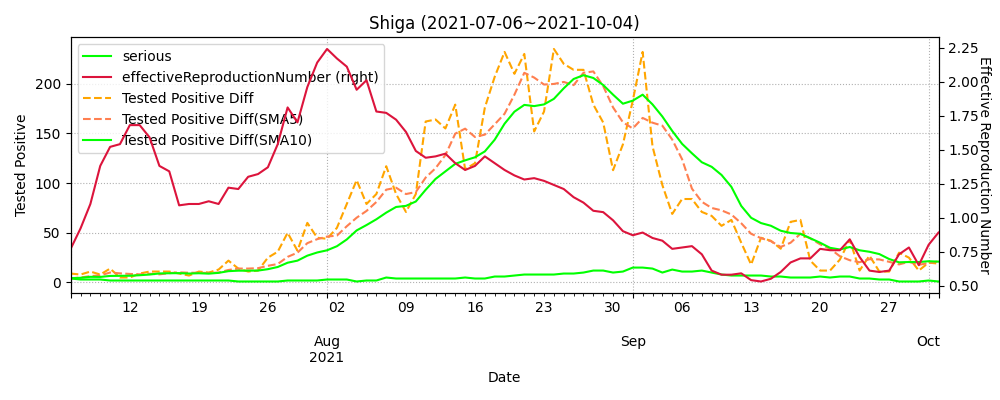 Shiga (2021-07-06~2021-10-04)
serious
effectiveReproductionNumber (right)
Tested Positive Diff
Tested Positive Diff(SMA5)
Tested Positive Diff(SMA10)
Tested Positive
200
150
100
50
0
2.25
2.00
1.75
1.50
1.25
1.00
0.75
0.50
Effective Reproduction Number
12 19 26 02 09 16 23 30 06 13 20 27
Aug Sep Oct
2021
Date